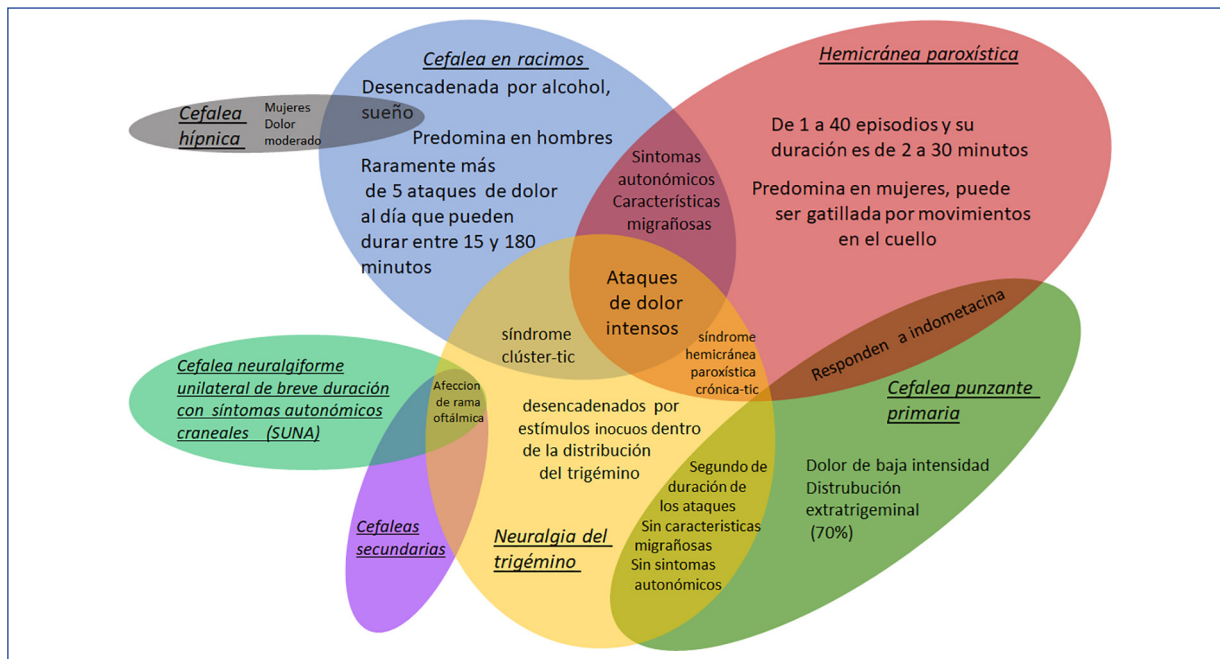 Cefalea en racimos
Desencadenada por alcohol,
sueño
Predomina en hombres
Raramente más
de 5 ataques de dolor
al día que pueden
durar entre 15 y 180
minutos
Cefalea
hípnica
Mujeres
Dolor
moderado
Hemicránea paroxística
De 1 a 40 episodios y su
duración es de 2 a 30 minutos
Predomina en mujeres, puede
ser gatillada por movimientos
en el cuello
Sintomas
autonómicos
Características
migrañosas
Ataques
de dolor
intensos
síndrome
clúster-tic
síndrome
hemicránea
paroxística
crónica-tic
Responden a indometacina
Cefalea neuralgiforme
unilateral de breve duración
con síntomas autonómicos
craneales (SUNA)
Afeccion
de rama
oftálmica
desencadenados por
estímulos inocuos dentro
de la distribución
del trigémino
Cefalea punzante
primaria
Dolor de baja intensidad
Distrubución
extratrigeminal
(70%)
Segundo de
duración de
los ataques
Sin caracteristicas
migrañosas
Sin sintomas
autonómicos
Cefaleas
secundarias
Neuralgia del
trigémino